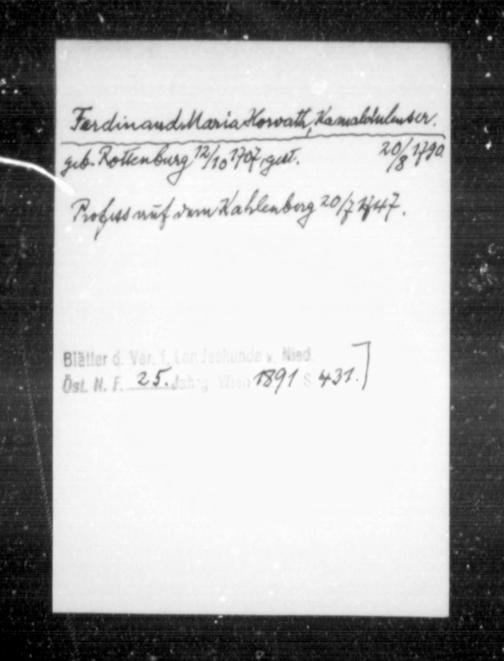 Ferdinand Maria Horvath, Kamaldulenser.
geb. Rottenburg 12/10 1707, gest. 20/8 1790
Profess auf dem Kahlenberg 20/7 1747.
Blätter d. Ver. f. Landeskunde v. Nied.
Öst. N. F. 25. Jahrg. Wien 1891 S 431.]